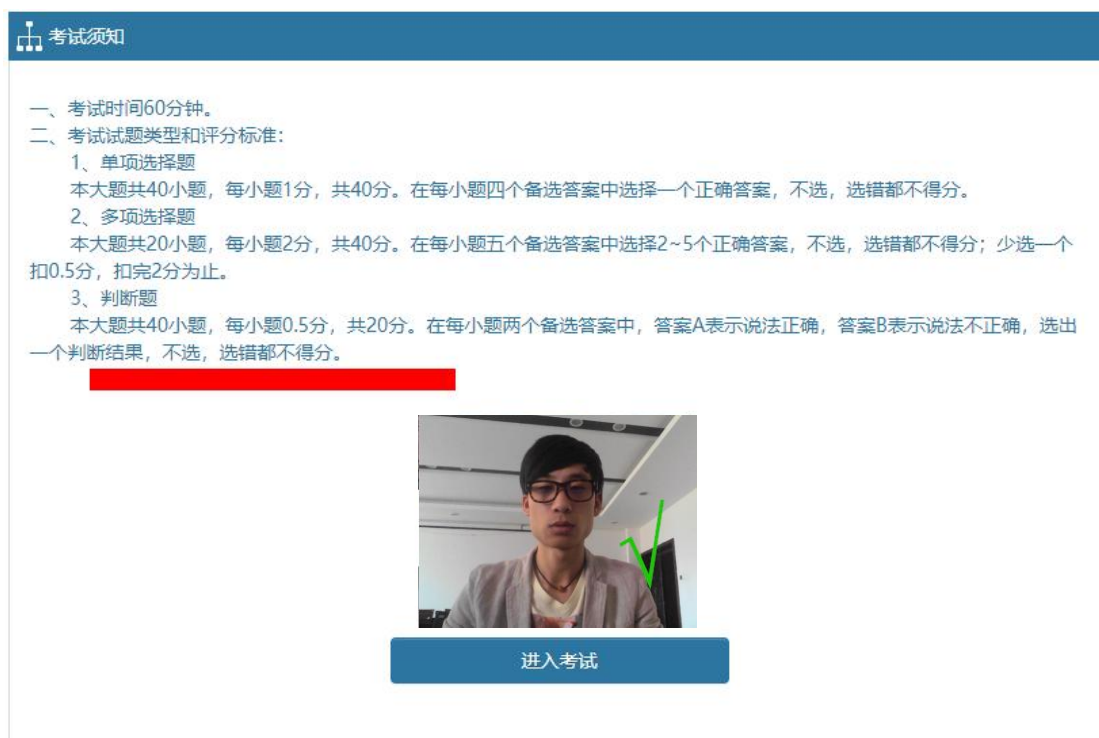 考试须知
一、考试时间60分钟。
二、考试试题类型和评分标准：
1、单项选择题
本大题共40小题，每小题1分，共40分。在每小题四个备选答案中选择一个正确答案，不选，选错都不得分。
2、多项选择题
本大题共20小题，每小题2分，共40分。在每小题五个备选答案中选择2~5个正确答案，不选，选错都不得分；少选一个
扣0.5分，扣完2分为止。
3、判断题
本大题共40小题，每小题0.5分，共20分。在每小题两个备选答案中，答案A表示说法正确，答案B表示说法不正确，选出
一个判断结果，不选，选错都不得分。
进入考试